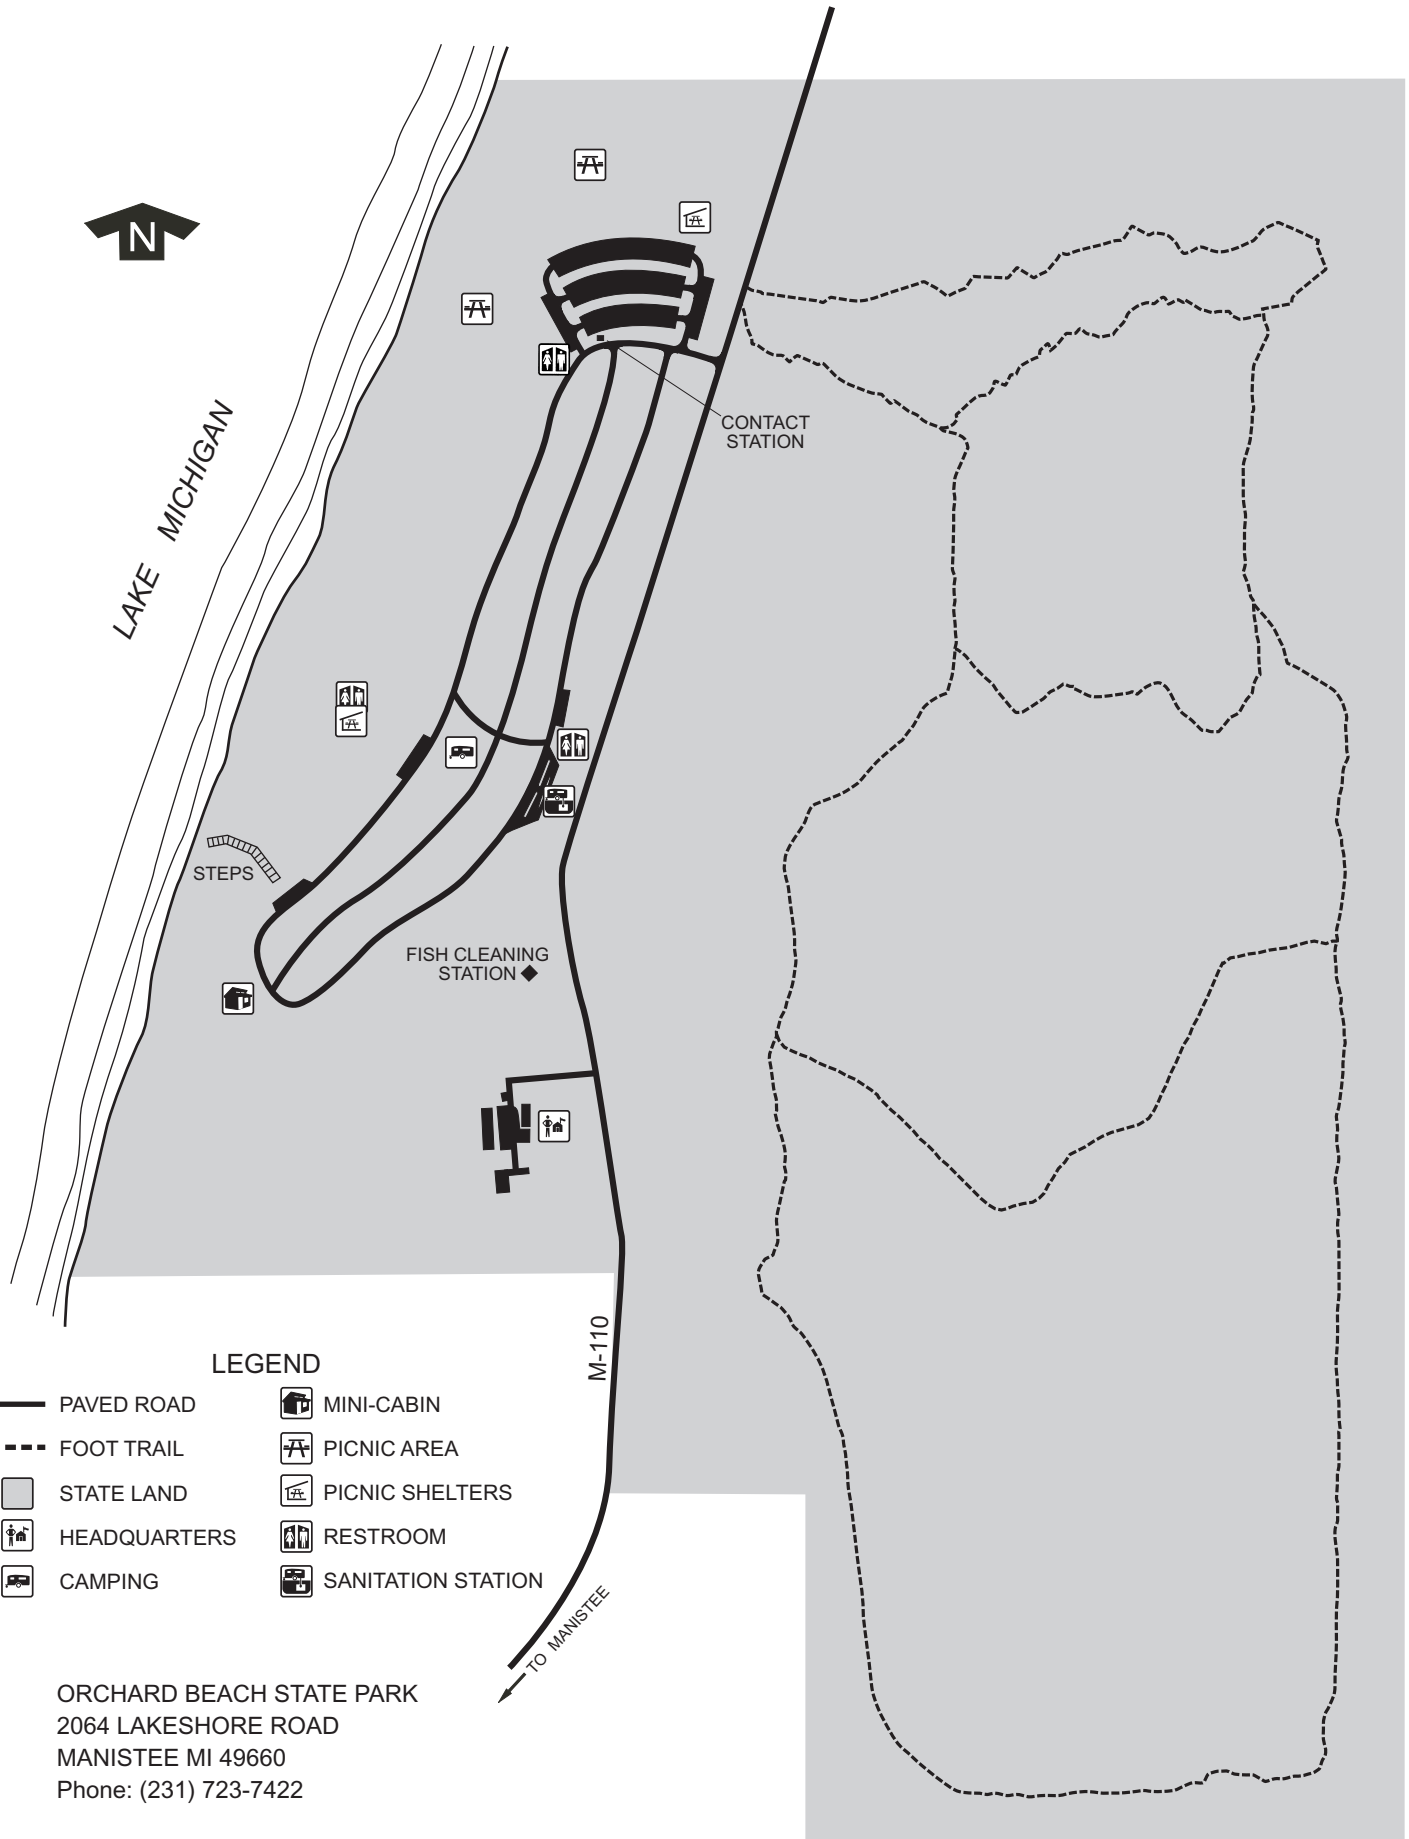 N
CONTACT
STATION
LAKE MICHIGAN
STEPS
FISH CLEANING
STATION
M-110
LEGEND
PAVED ROAD
MINI-CABIN
FOOT TRAIL
PICNIC AREA
STATE LAND
PICNIC SHELTERS
HEADQUARTERS
RESTROOM
CAMPING
SANITATION STATION
TO MANISTEE
ORCHARD BEACH STATE PARK
2064 LAKESHORE ROAD
MANISTEE MI 49660
Phone: (231) 723-7422